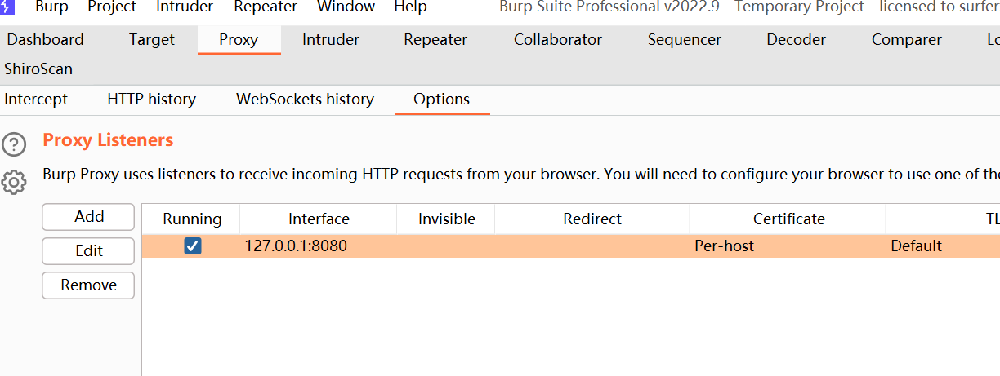 Burp Project Intruder Repeater Window Help Burp Suite Professional v2022.9 - Temporary Project - licensed to surfer
Dashboard Target Proxy Intruder Repeater Collaborator Sequencer Decoder Comparer Lo
ShiroScan
Intercept HTTP history WebSockets history Options
Proxy Listeners
Burp Proxy uses listeners to receive incoming HTTP requests from your browser. You will need to configure your browser to use one of the
Add Running Interface Invisible Redirect Certificate TL
Edit 127.0.0.1:8080 Per-host Default
Remove